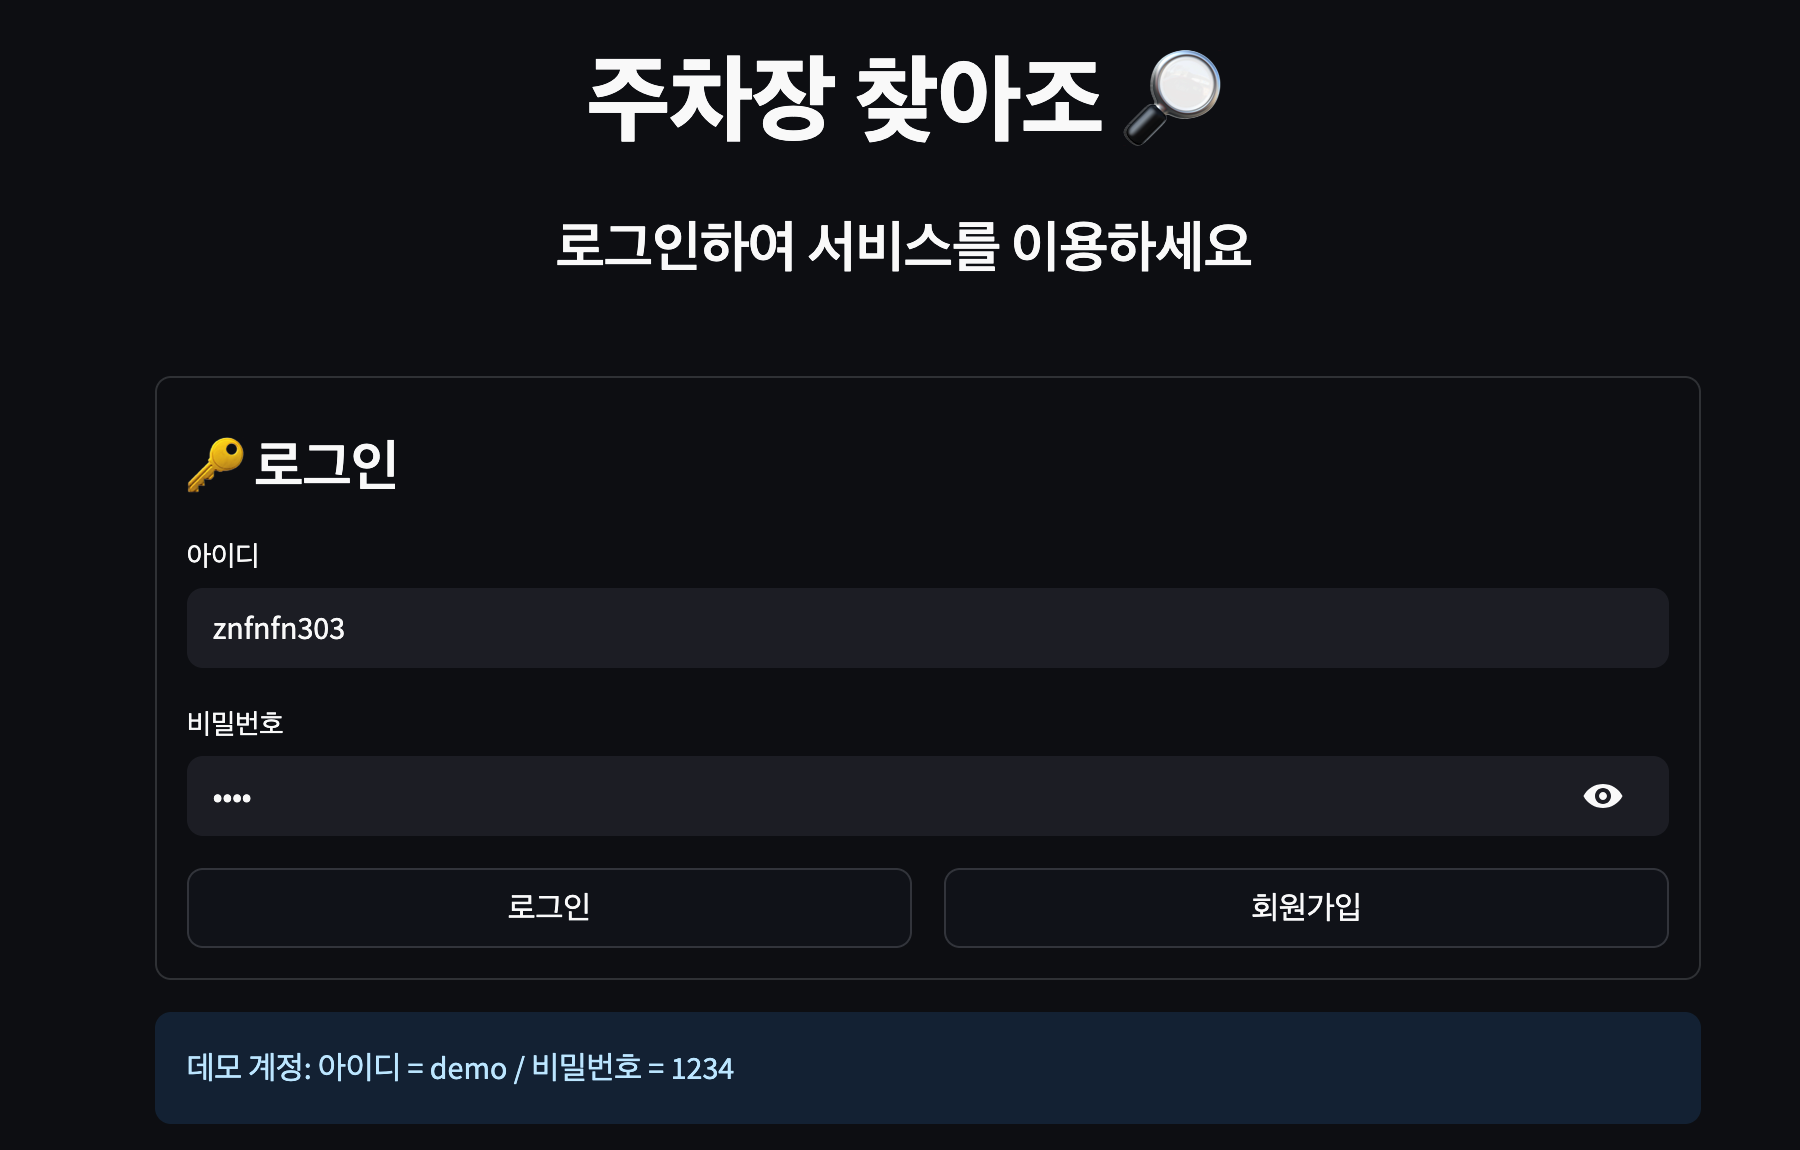 주차장 찾아조
로그인하여 서비스를 이용하세요
로그인
아이디
znfnfn303
비밀번호
••••
로그인
회원가입
데모 계정: 아이디 = demo / 비밀번호 = 1234